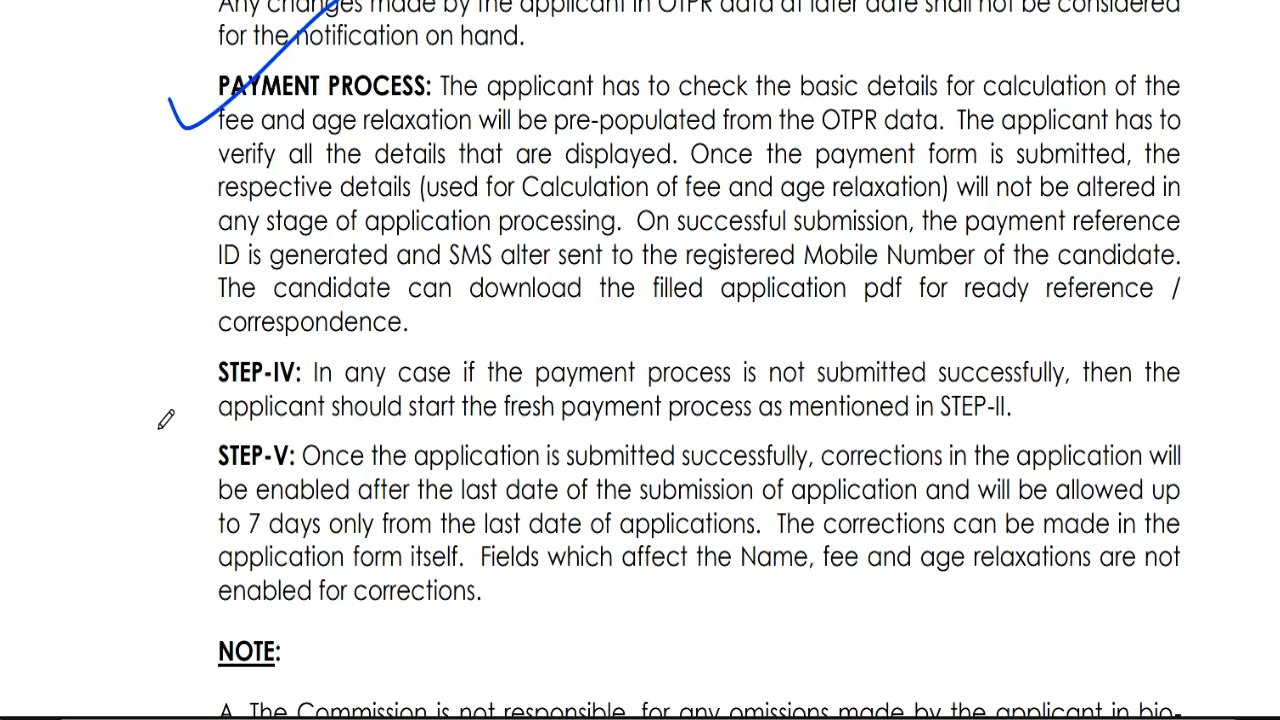 Any changes made by the applicant in OTPR data at later date shall not be considered
for the notification on hand.
PAYMENT PROCESS: The applicant has to check the basic details for calculation of the
fee and age relaxation will be pre-populated from the OTPR data. The applicant has to
verify all the details that are displayed. Once the payment form is submitted, the
respective details (used for Calculation of fee and age relaxation) will not be altered in
any stage of application processing. On successful submission, the payment reference
ID is generated and SMS alter sent to the registered Mobile Number of the candidate.
The candidate can download the filled application pdf for ready reference /
correspondence.
STEP-IV: In any case if the payment process is not submitted successfully, then the
applicant should start the fresh payment process as mentioned in STEP-II.
STEP-V: Once the application is submitted successfully, corrections in the application will
be enabled after the last date of the submission of application and will be allowed up
to 7 days only from the last date of applications. The corrections can be made in the
application form itself. Fields which affect the Name, fee and age relaxations are not
enabled for corrections.
NOTE:
A. The Commission is not responsible, for any omissions made by the applicant in bio-